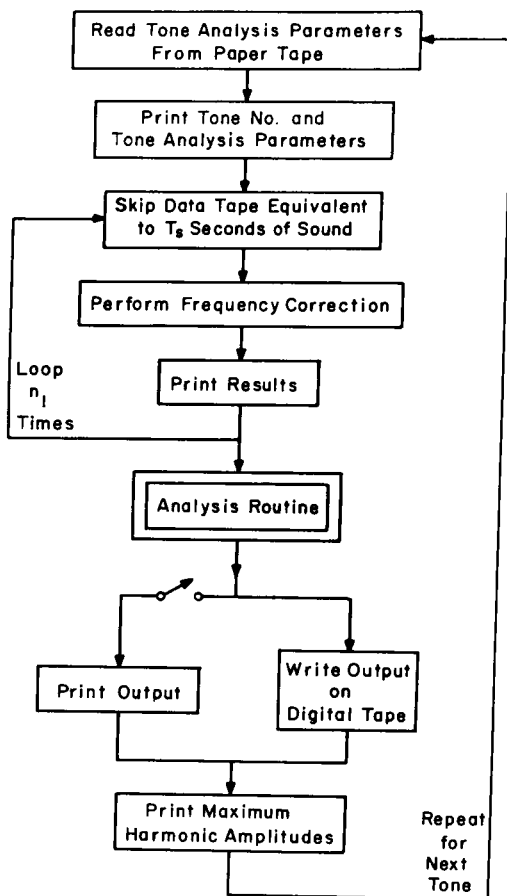 Read Tone Analysis Parameters
From Paper Tape
Print Tone No. and
Tone Analysis Parameters
Skip Data Tape Equivalent
to Ts Seconds of Sound
Perform Frequency Correction
Loop
n1
Times
Print Results
Analysis Routine
Print Output
Write Output
on
Digital Tape
Print Maximum
Harmonic Amplitudes
Repeat
for
Next
Tone